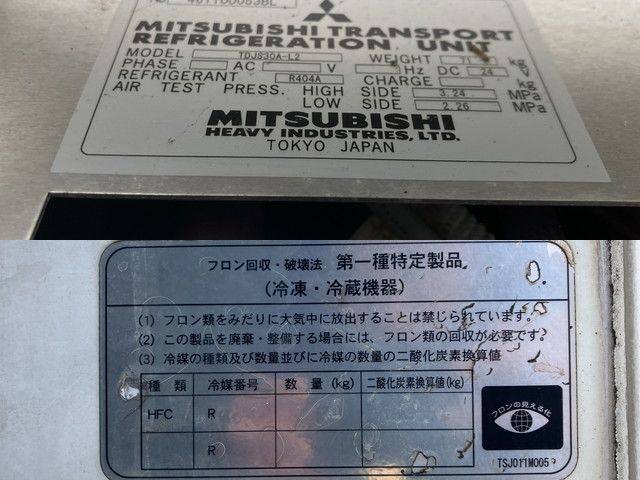 MITSUBISHI TRANSPORT
REFRIGERATION UNIT
MODEL TDJS30A-L2 WEIGHT kg
PHASE AC V Hz DC 24 V
REFRIGERANT R404A CHARGE kg
AIR TEST PRESS. HIGH SIDE 3.24 MPa
LOW SIDE 2.26 MPa
MITSUBISHI
HEAVY INDUSTRIES, LTD.
TOKYO JAPAN
フロン回収・破壊法 第一種特定製品
(冷凍・冷蔵機器)
(1) フロン類をみだりに大気中に放出することは禁じられています。
(2) この製品を廃棄・整備する場合には、フロン類の回収が必要です。
(3) 冷媒の種類及び数量並びに冷媒の数量の二酸化炭素換算値
種類 冷媒番号 数量(kg) 二酸化炭素換算値(kg)
HFC R
R
フロンの見える化
TSJ011M005